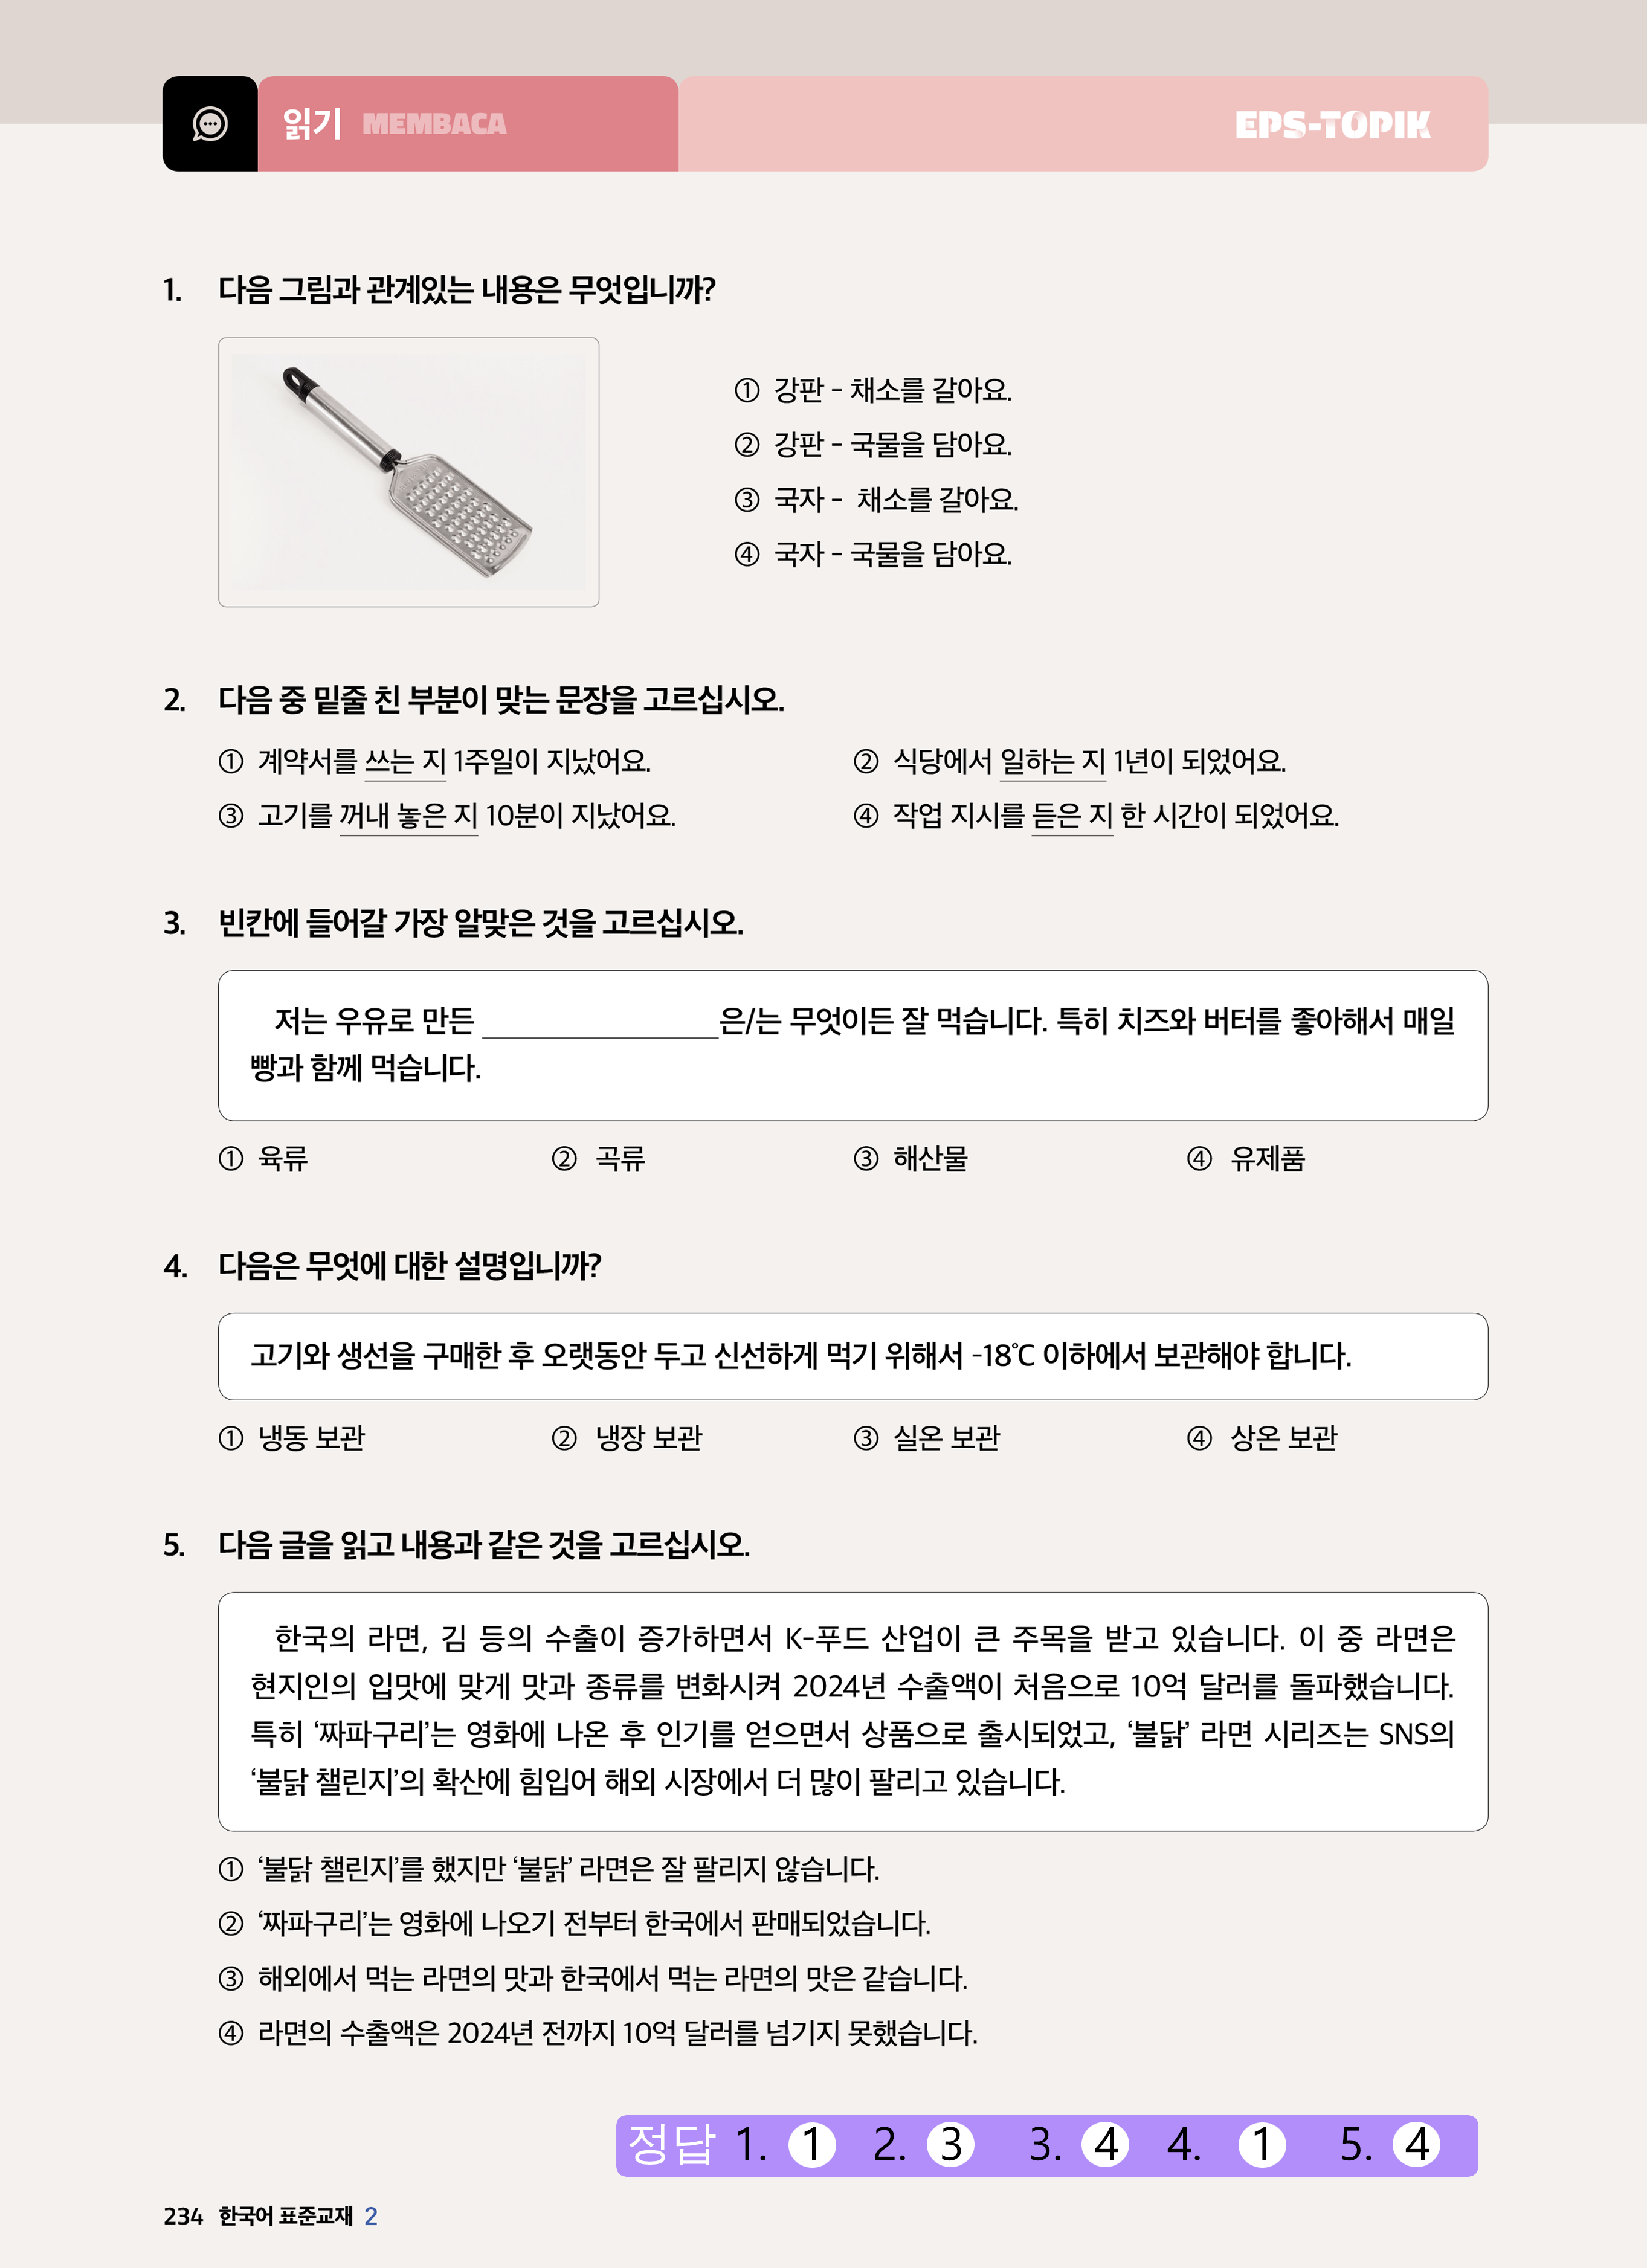 읽기 MEMBACA
EPS-TOPIK
1. 다음 그림과 관계있는 내용은 무엇입니까?
① 강판 - 채소를 갈아요.
② 강판 - 국물을 담아요.
③ 국자 - 채소를 갈아요.
④ 국자 - 국물을 담아요.
2. 다음 중 밑줄 친 부분이 맞는 문장을 고르십시오.
① 계약서를 쓰는 지 1주일이 지났어요. ② 식당에서 일하는 지 1년이 되었어요.
③ 고기를 꺼내 놓은 지 10분이 지났어요. ④ 작업 지시를 듣은 지 한 시간이 되었어요.
3. 빈칸에 들어갈 가장 알맞은 것을 고르십시오.
저는 우유로 만든 ________________은/는 무엇이든 잘 먹습니다. 특히 치즈와 버터를 좋아해서 매일
빵과 함께 먹습니다.
① 육류 ② 곡류 ③ 해산물 ④ 유제품
4. 다음은 무엇에 대한 설명입니까?
고기와 생선을 구매한 후 오랫동안 두고 신선하게 먹기 위해서 -18℃ 이하에서 보관해야 합니다.
① 냉동 보관 ② 냉장 보관 ③ 실온 보관 ④ 상온 보관
5. 다음 글을 읽고 내용과 같은 것을 고르십시오.
한국의 라면, 김 등의 수출이 증가하면서 K-푸드 산업이 큰 주목을 받고 있습니다. 이 중 라면은
현지인의 입맛에 맞게 맛과 종류를 변화시켜 2024년 수출액이 처음으로 10억 달러를 돌파했습니다.
특히 ‘짜파구리’는 영화에 나온 후 인기를 얻으면서 상품으로 출시되었고, ‘불닭’ 라면 시리즈는 SNS의
‘불닭 챌린지’의 확산에 힘입어 해외 시장에서 더 많이 팔리고 있습니다.
① ‘불닭 챌린지’를 했지만 ‘불닭’ 라면은 잘 팔리지 않습니다.
② ‘짜파구리’는 영화에 나오기 전부터 한국에서 판매되었습니다.
③ 해외에서 먹는 라면의 맛과 한국에서 먹는 라면의 맛은 같습니다.
④ 라면의 수출액은 2024년 전까지 10억 달러를 넘기지 못했습니다.
정답 1. ① 2. ③ 3. ④ 4. ① 5. ④
234 한국어 표준교재 2